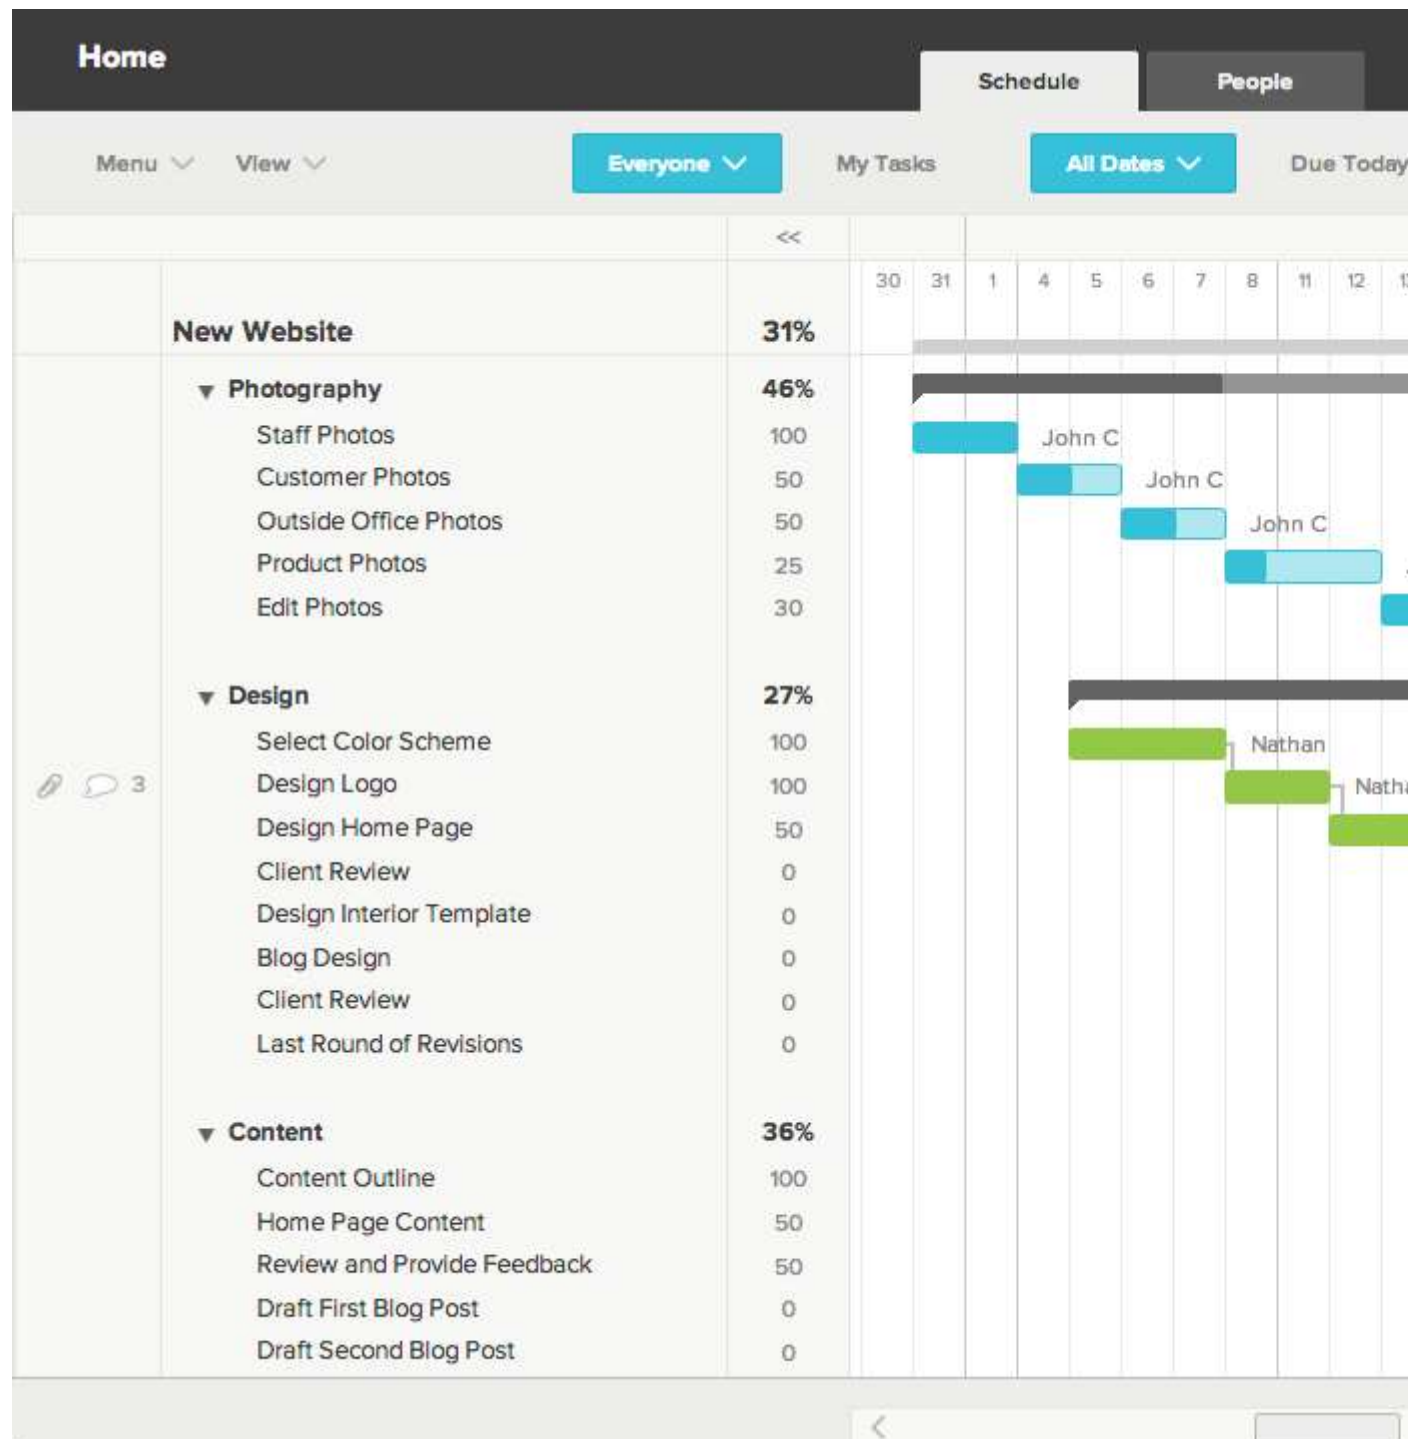 Home
Schedule People
Menu View Everyone My Tasks All Dates Due Today
<<
30 31 1 4 5 6 7 8 11 12
New Website 31%
Photography 46%
Staff Photos 100 John C
Customer Photos 50 John C
Outside Office Photos 50 John C
Product Photos 25
Edit Photos 30
Design 27%
Select Color Scheme 100 Nathan
3 Design Logo 100 Natha
Design Home Page 50
Client Review 0
Design Interior Template 0
Blog Design 0
Client Review 0
Last Round of Revisions 0
Content 36%
Content Outline 100
Home Page Content 50
Review and Provide Feedback 50
Draft First Blog Post 0
Draft Second Blog Post 0